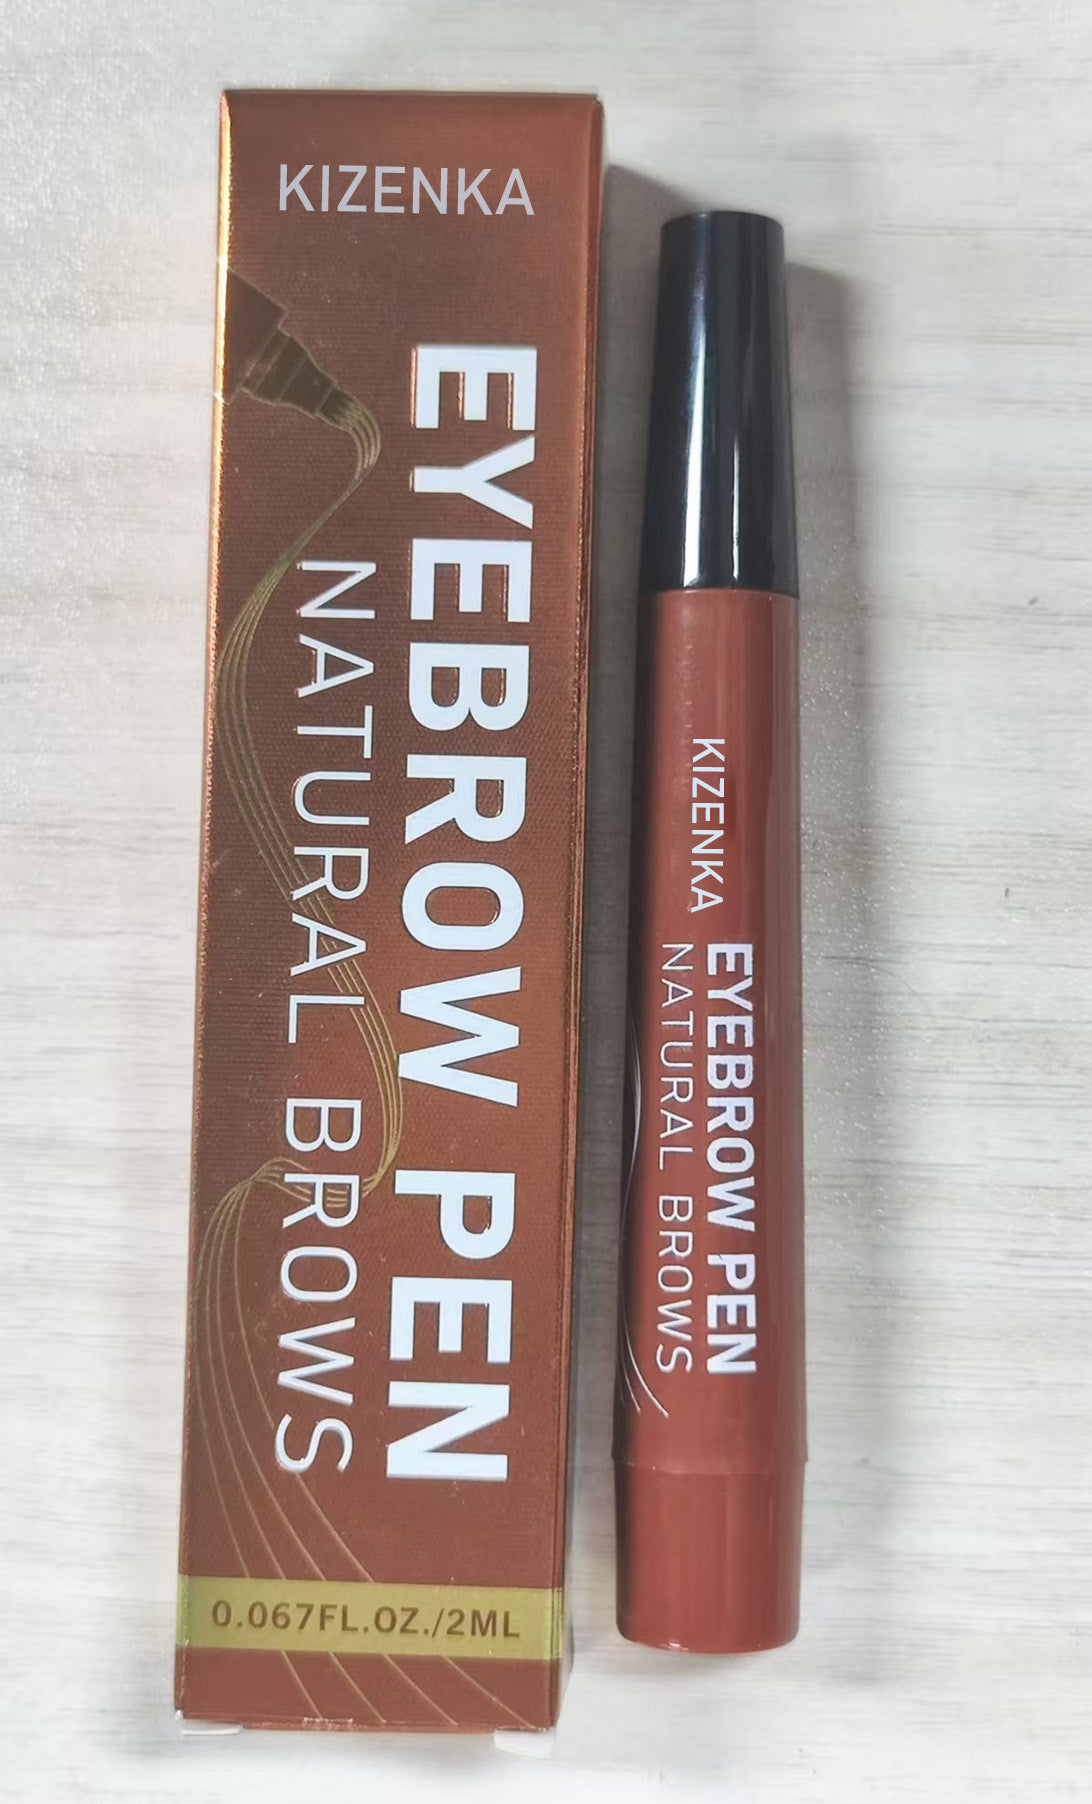 KIZENKA
EYEBROW PEN
NATURAL BROWS
0.067FL.OZ./2ML
KIZENKA
EYEBROW PEN
NATURAL BROWS